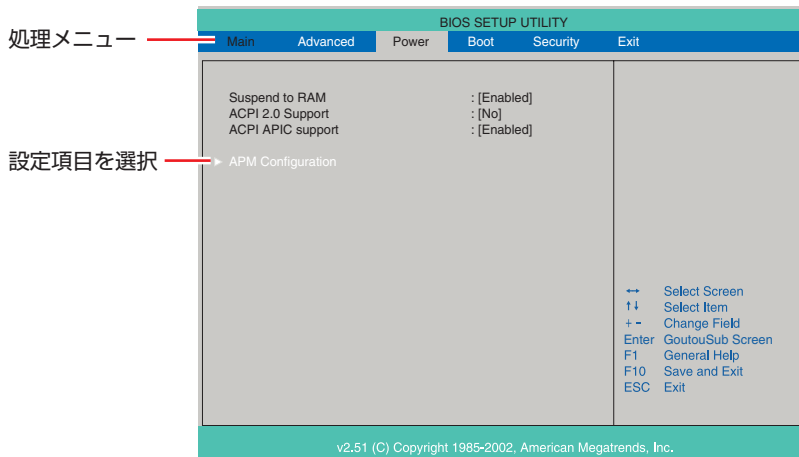 BIOS SETUP UTILITY
処理メニュー
Main Advanced Power Boot Security Exit
Suspend to RAM : [Enabled]
ACPI 2.0 Support : [No]
ACPI APIC support : [Enabled]
設定項目を選択
▶ APM Configuration
↔ Select Screen
↑↓ Select Item
+ - Change Field
Enter GoutouSub Screen
F1 General Help
F10 Save and Exit
ESC Exit
v2.51 (C) Copyright 1985-2002, American Megatrends, Inc.